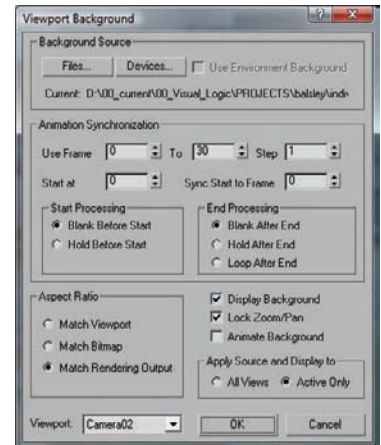 Viewport Background
Background Source
Files... Devices... Use Environment Background
Current: D:\00_current\00_Visual_Logic\PROJECTS\balsley\
Animation Synchronization
Use Frame 0 To 30 Step 1
Start at 0 Sync Start to Frame 0
Start Processing
Blank Before Start
Hold Before Start
End Processing
Blank After End
Hold After End
Loop After End
Aspect Ratio
Match Viewport
Match Bitmap
Match Rendering Output
Display Background
Lock Zoom/Pan
Animate Background
Apply Source and Display to
All Views Active Only
Viewport: Camera02 OK Cancel